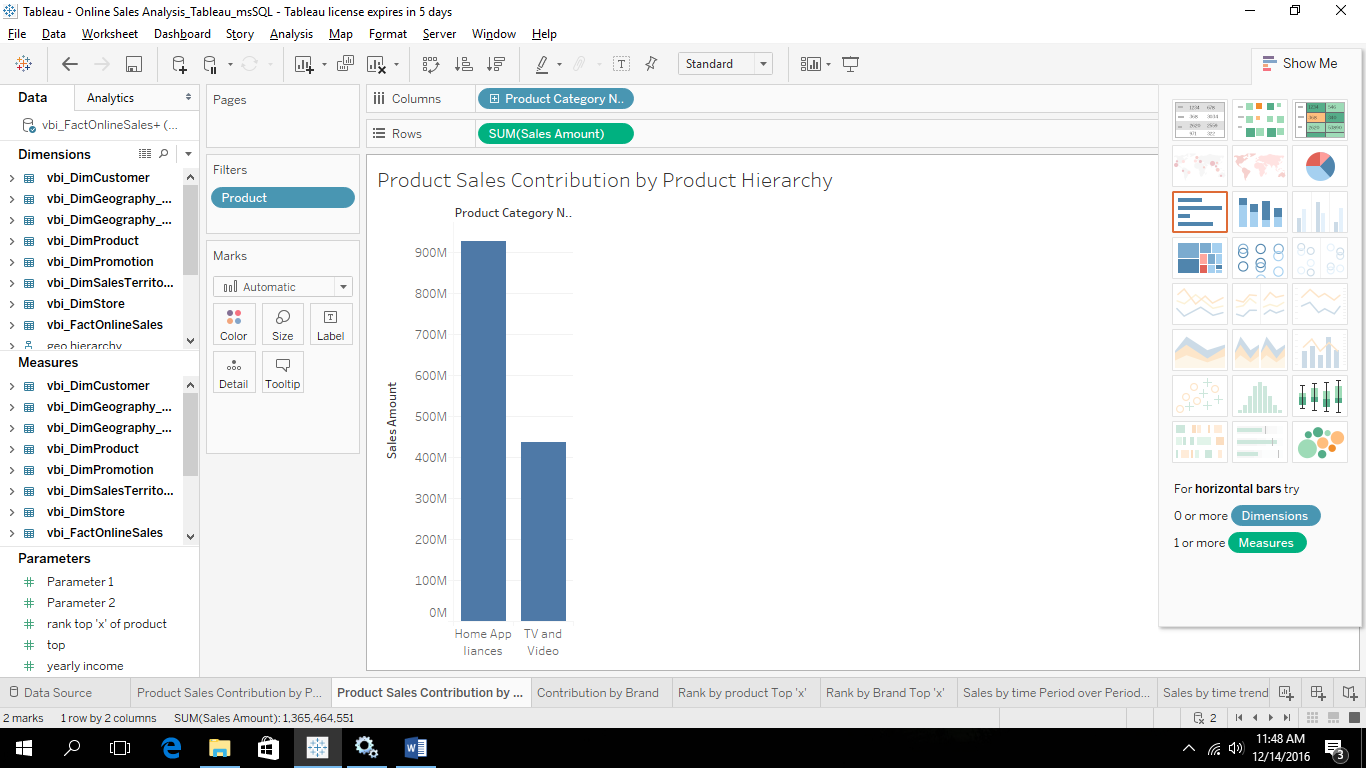 Tableau - Online Sales Analysis_Tableau_msSQL - Tableau license expires in 5 days
File Data Worksheet Dashboard Story Analysis Map Format Server Window Help
Standard
Show Me
Data Analytics
vbi_FactOnlineSales+ (...
Dimensions
vbi_DimCustomer
vbi_DimGeography_...
vbi_DimGeography_...
vbi_DimProduct
vbi_DimPromotion
vbi_DimSalesTerrito...
vbi_DimStore
vbi_FactOnlineSales
geo hierarchy
Measures
vbi_DimCustomer
vbi_DimGeography_...
vbi_DimGeography_...
vbi_DimProduct
vbi_DimPromotion
vbi_DimSalesTerrito...
vbi_DimStore
vbi_FactOnlineSales
Parameters
Parameter 1
Parameter 2
rank top 'x' of product
top
yearly income
Pages
Filters
Product
Marks
Automatic
Color Size Label
Detail Tooltip
Columns Product Category N..
Rows SUM(Sales Amount)
Product Sales Contribution by Product Hierarchy
Product Category N..
900M
800M
700M
600M
500M
400M
300M
200M
100M
0M
Sales Amount
Home App TV and
liances Video
For horizontal bars try
0 or more Dimensions
1 or more Measures
Data Source Product Sales Contribution by P... Product Sales Contribution by ... Contribution by Brand Rank by product Top 'x' Rank by Brand Top 'x' Sales by time Period over Period... Sales by time trend
2 marks 1 row by 2 columns SUM(Sales Amount): 1,365,464,551 2
11:48 AM
12/14/2016
3